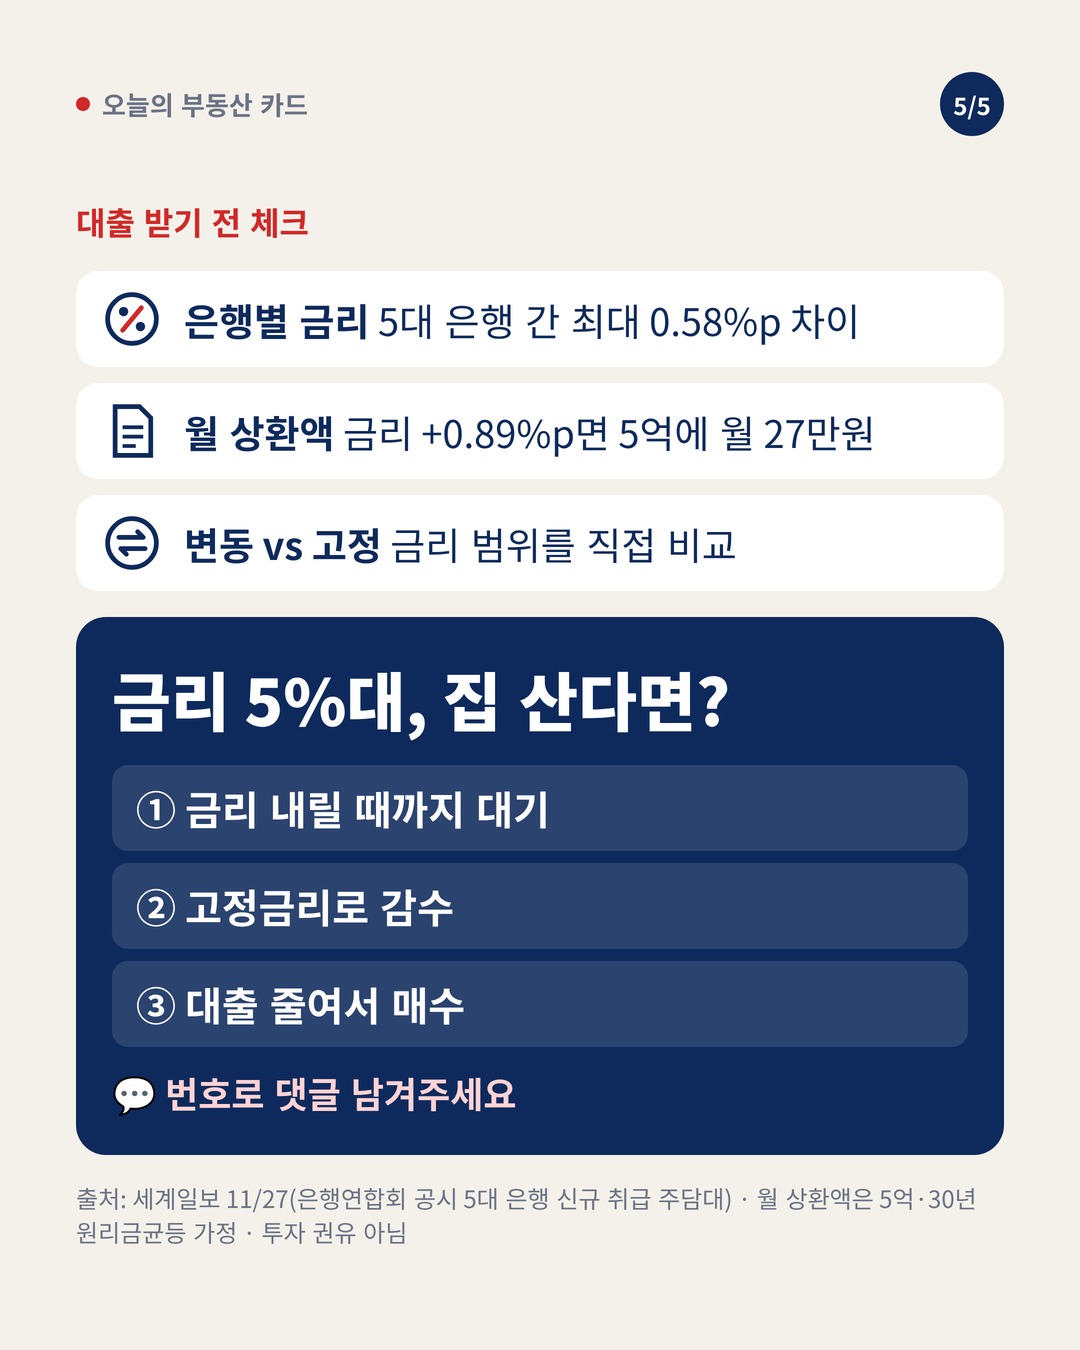 오늘의 부동산 카드
5/5
대출 받기 전 체크
은행별 금리 5대 은행 간 최대 0.58%p 차이
월 상환액 금리 +0.89%p면 5억에 월 27만원
변동 vs 고정 금리 범위를 직접 비교
금리 5%대, 집 산다면?
① 금리 내릴 때까지 대기
② 고정금리로 감수
③ 대출 줄여서 매수
💬 번호로 댓글 남겨주세요
출처: 세계일보 11/27(은행연합회 공시 5대 은행 신규 취급 주담대) · 월 상환액은 5억·30년
원리금균등 가정 · 투자 권유 아님